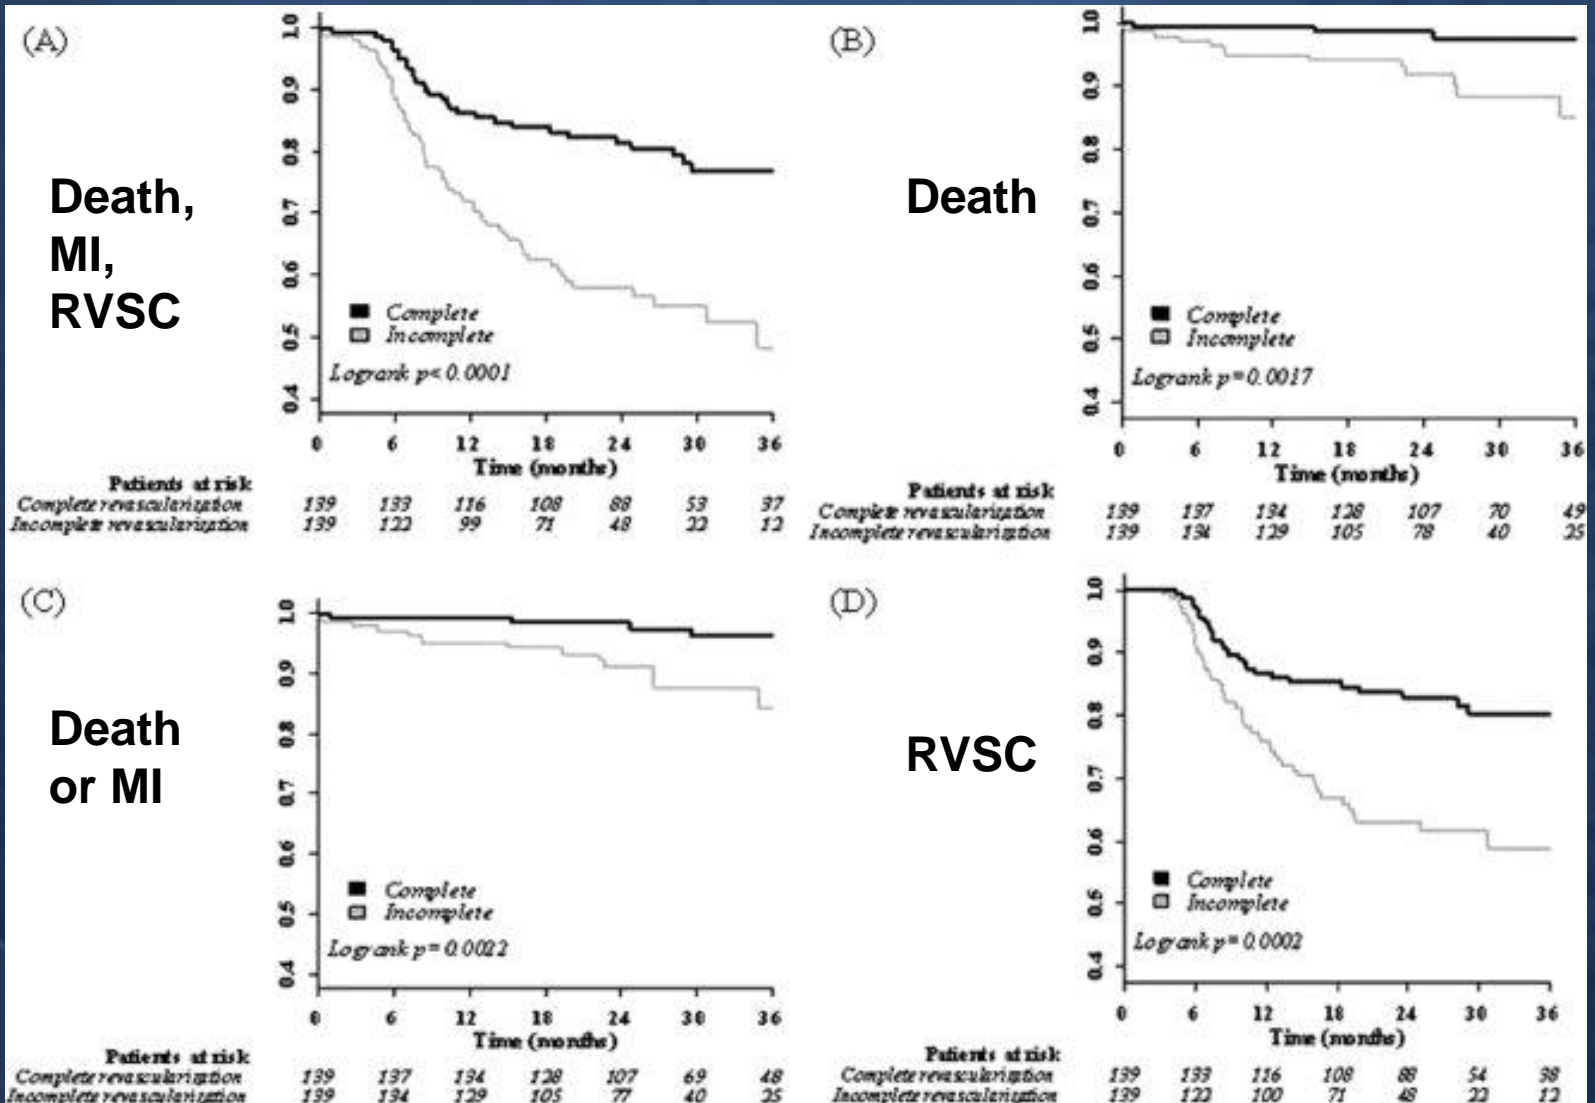 (A)
Death,
MI,
RVSC
1.0
0.9
0.8
0.7
0.6
0.5
0.4
Complete
Incomplete
Logrank p<0.0001
0 6 12 18 24 30 36
Time (months)
Patients at risk
Complete revascularization 139 133 116 108 88 53 37
Incomplete revascularization 139 122 99 71 48 22 12
(B)
Death
1.0
0.9
0.8
0.7
0.6
0.5
0.4
Complete
Incomplete
Logrank p=0.0017
0 6 12 18 24 30 36
Time (months)
Patients at risk
Complete revascularization 139 137 134 128 107 70 49
Incomplete revascularization 139 134 129 105 78 40 25
(C)
Death
or MI
1.0
0.9
0.8
0.7
0.6
0.5
0.4
Complete
Incomplete
Logrank p=0.0022
0 6 12 18 24 30 36
Time (months)
Patients at risk
Complete revascularization 139 137 134 128 107 69 48
Incomplete revascularization 139 134 129 105 77 40 25
(D)
RVSC
1.0
0.9
0.8
0.7
0.6
0.5
0.4
Complete
Incomplete
Logrank p=0.0002
0 6 12 18 24 30 36
Time (months)
Patients at risk
Complete revascularization 139 133 116 108 88 54 38
Incomplete revascularization 139 122 100 71 48 22 12